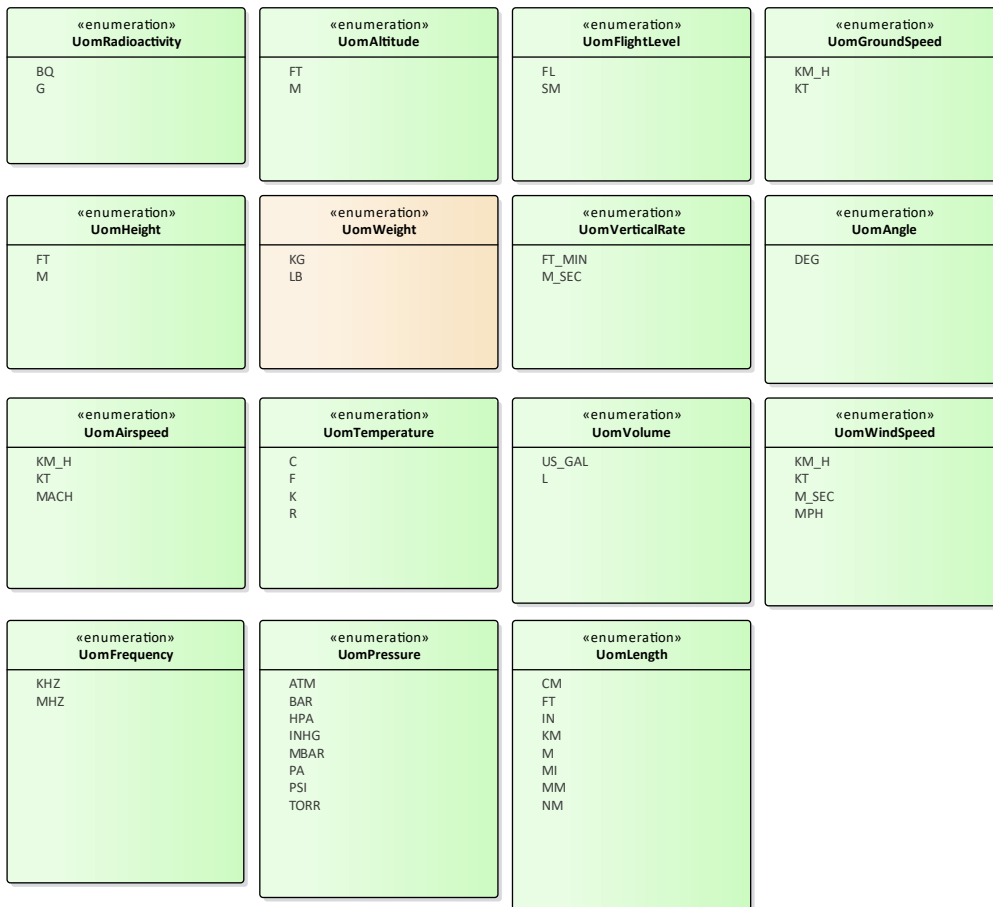 «enumeration»
UomRadioactivity
BQ
G
«enumeration»
UomAltitude
FT
M
«enumeration»
UomFlightLevel
FL
SM
«enumeration»
UomGroundSpeed
KM_H
KT
«enumeration»
UomHeight
FT
M
«enumeration»
UomWeight
KG
LB
«enumeration»
UomVerticalRate
FT_MIN
M_SEC
«enumeration»
UomAngle
DEG
«enumeration»
UomAirspeed
KM_H
KT
MACH
«enumeration»
UomTemperature
C
F
K
R
«enumeration»
UomVolume
US_GAL
L
«enumeration»
UomWindSpeed
KM_H
KT
M_SEC
MPH
«enumeration»
UomFrequency
KHZ
MHZ
«enumeration»
UomPressure
ATM
BAR
HPA
INHG
MBAR
PA
PSI
TORR
«enumeration»
UomLength
CM
FT
IN
KM
M
MI
MM
NM